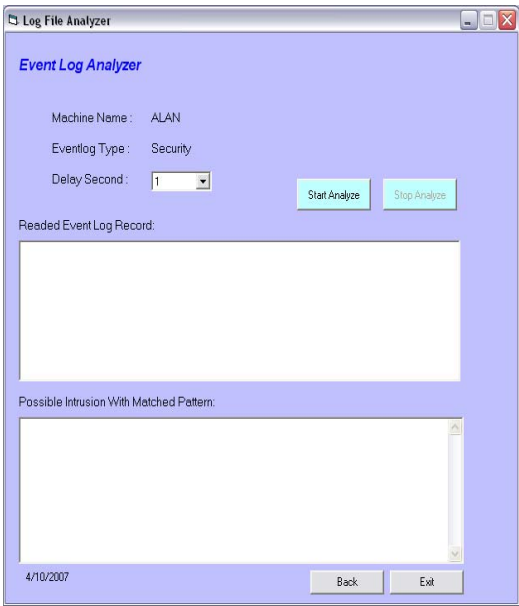 Log File Analyzer
Event Log Analyzer
Machine Name : ALAN
Eventlog Type : Security
Delay Second : 1
Start Analyze Stop Analyze
Readed Event Log Record:
Possible Intrusion With Matched Pattern:
4/10/2007
Back Exit